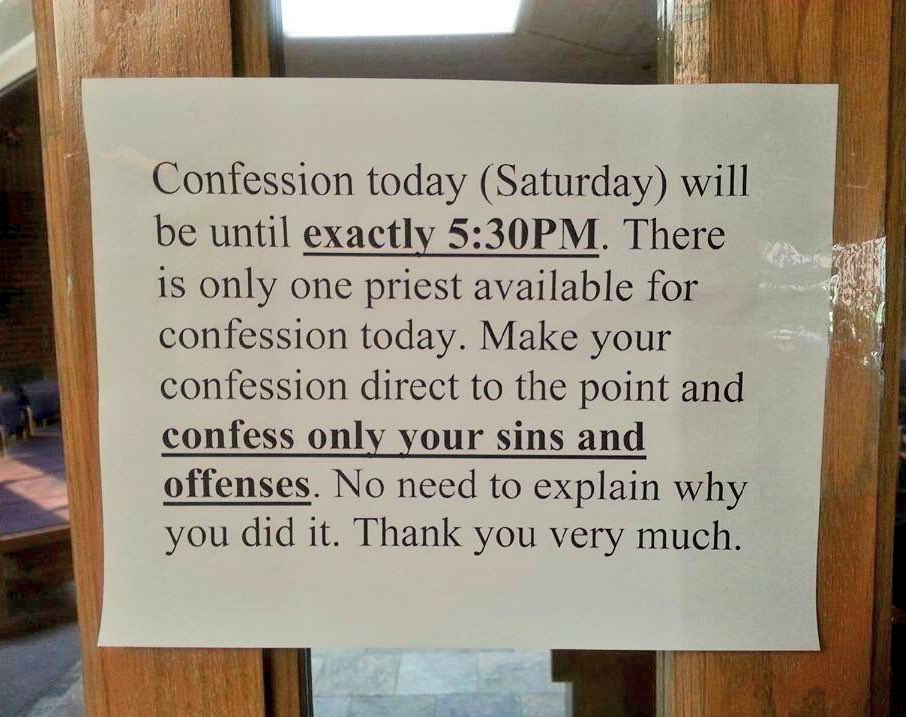 Confession today (Saturday) will
be until exactly 5:30PM. There
is only one priest available for
confession today. Make your
confession direct to the point and
confess only your sins and
offenses. No need to explain why
you did it. Thank you very much.